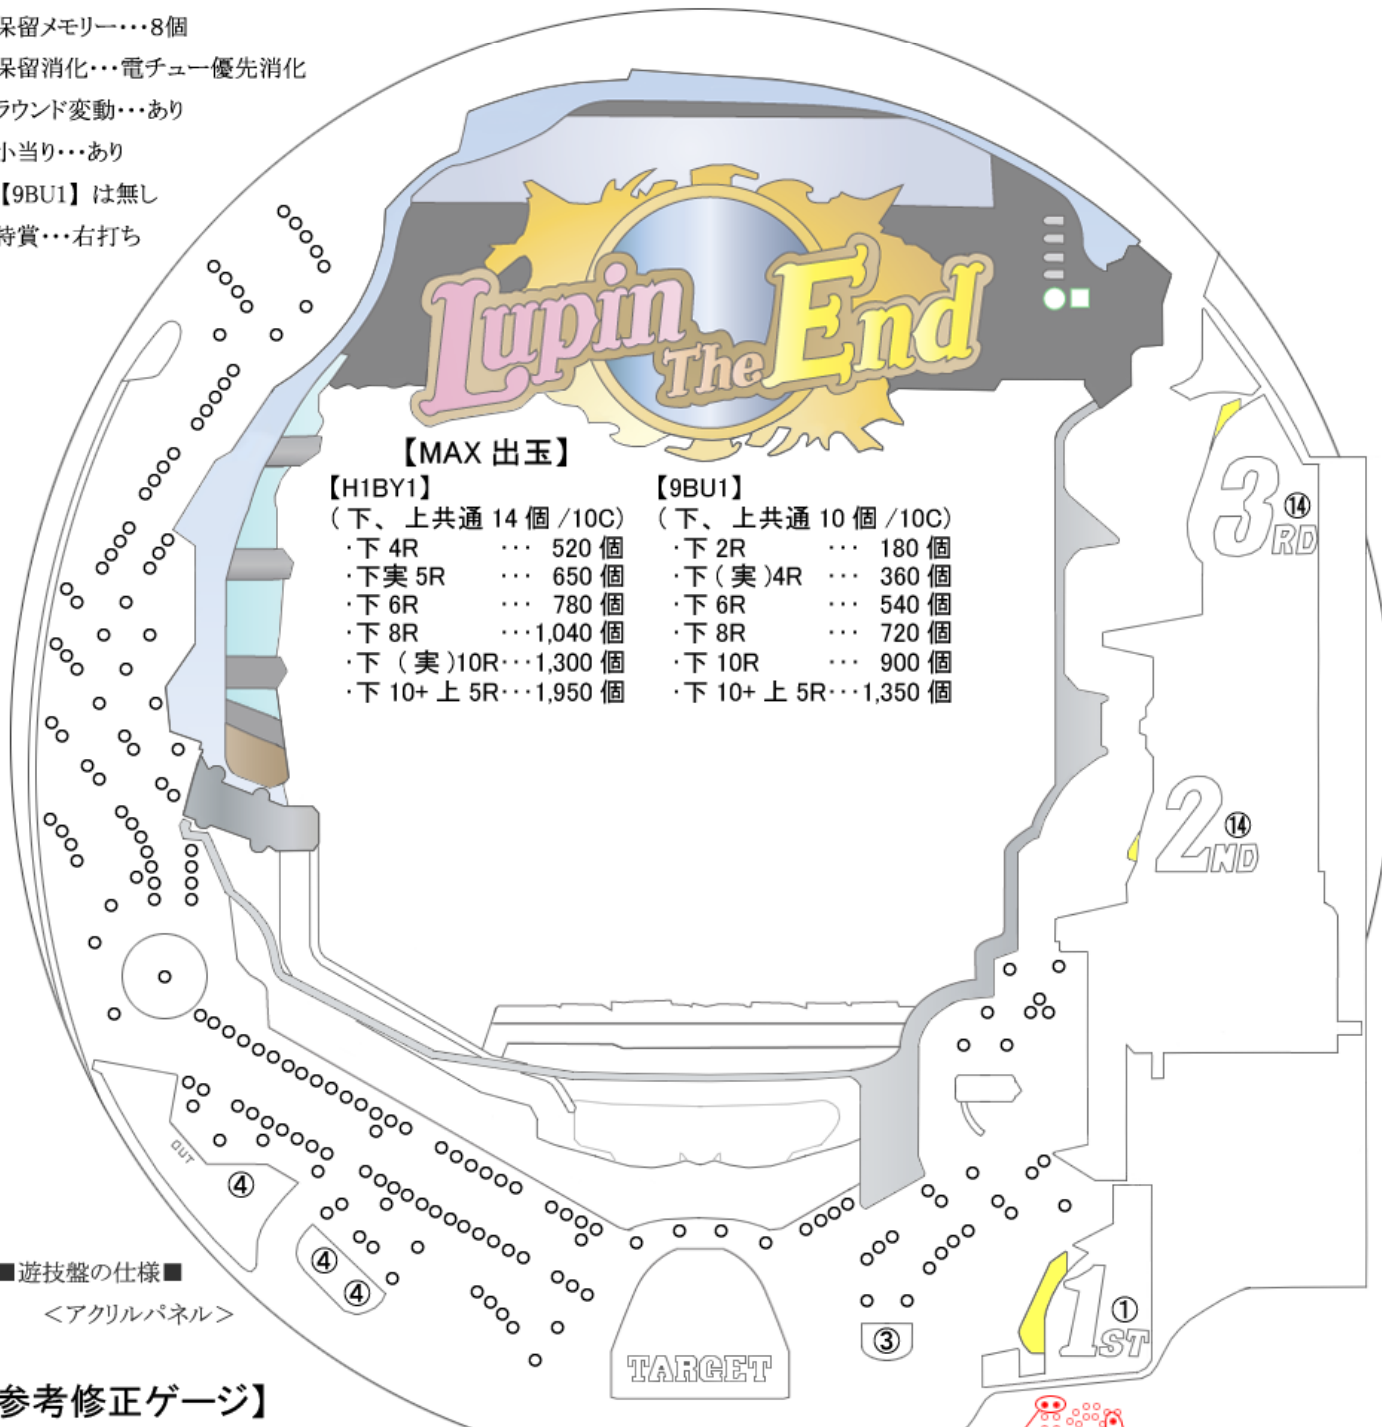 保留メモリー・・・8個
保留消化・・・電チュー優先消化
ラウンド変動・・・あり
小当り・・・あり
【9BU1】は無し
特賞・・・右打ち
Lupin
The End
【MAX 出玉】
【H1BY1】
(下、上共通 14 個 /10C)
・下 4R ・・・ 520 個
・下実 5R ・・・ 650 個
・下 6R ・・・ 780 個
・下 8R ・・・1,040 個
・下 (実)10R・・・1,300 個
・下 10+ 上 5R・・・1,950 個
【9BU1】
(下、上共通 10 個 /10C)
・下 2R ・・・ 180 個
・下(実)4R ・・・ 360 個
・下 6R ・・・ 540 個
・下 8R ・・・ 720 個
・下 10R ・・・ 900 個
・下 10+ 上 5R・・・1,350 個
3RD ⑭
2ND ⑭
OUT
④
④
④
③
1ST ①
TARGET
■遊技盤の仕様■
<アクリルパネル>
参考修正ゲージ】